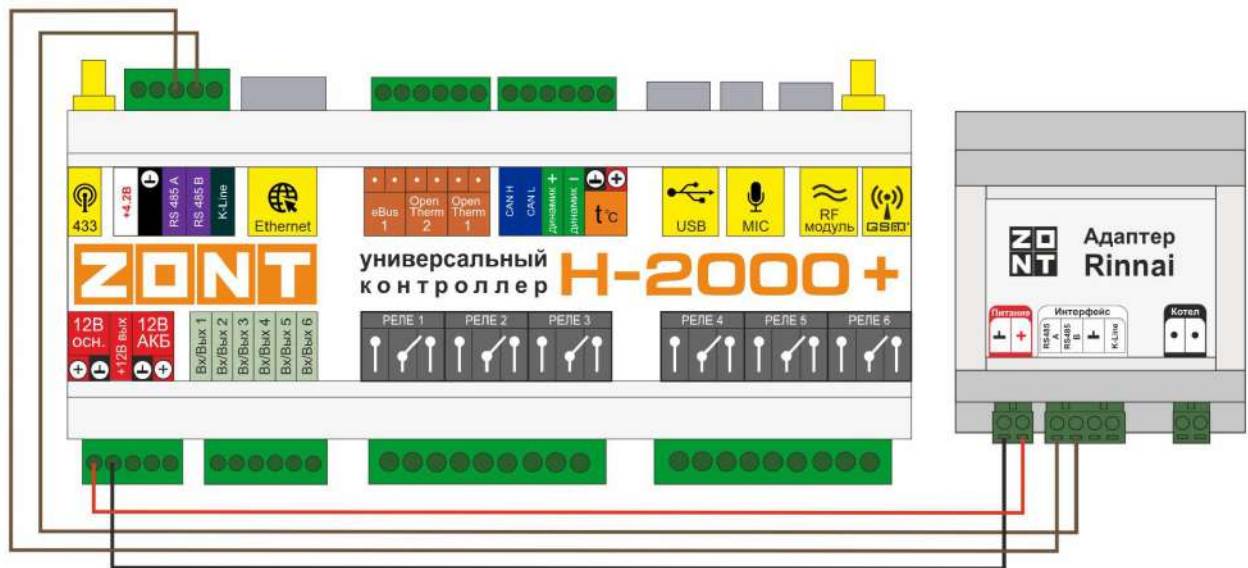 433
+4.2В
RS 485 A
RS 485 B
K-Line
Ethernet
eBus
1
Open
Therm
2
Open
Therm
1
CAN H
CAN L
динамик +
динамик –
t°C
USB
MIC
RF
модуль
GSM
ZONT
универсальный
контроллер
H-2000+
12В
осн.
+12В вых
12В
АКБ
Вх/Вых 1
Вх/Вых 2
Вх/Вых 3
Вх/Вых 4
Вх/Вых 5
Вх/Вых 6
РЕЛЕ 1
РЕЛЕ 2
РЕЛЕ 3
РЕЛЕ 4
РЕЛЕ 5
РЕЛЕ 6
ZONT
Адаптер
Rinnai
Питание
Интерфейс
RS485
A
RS485
B
K-Line
Котел